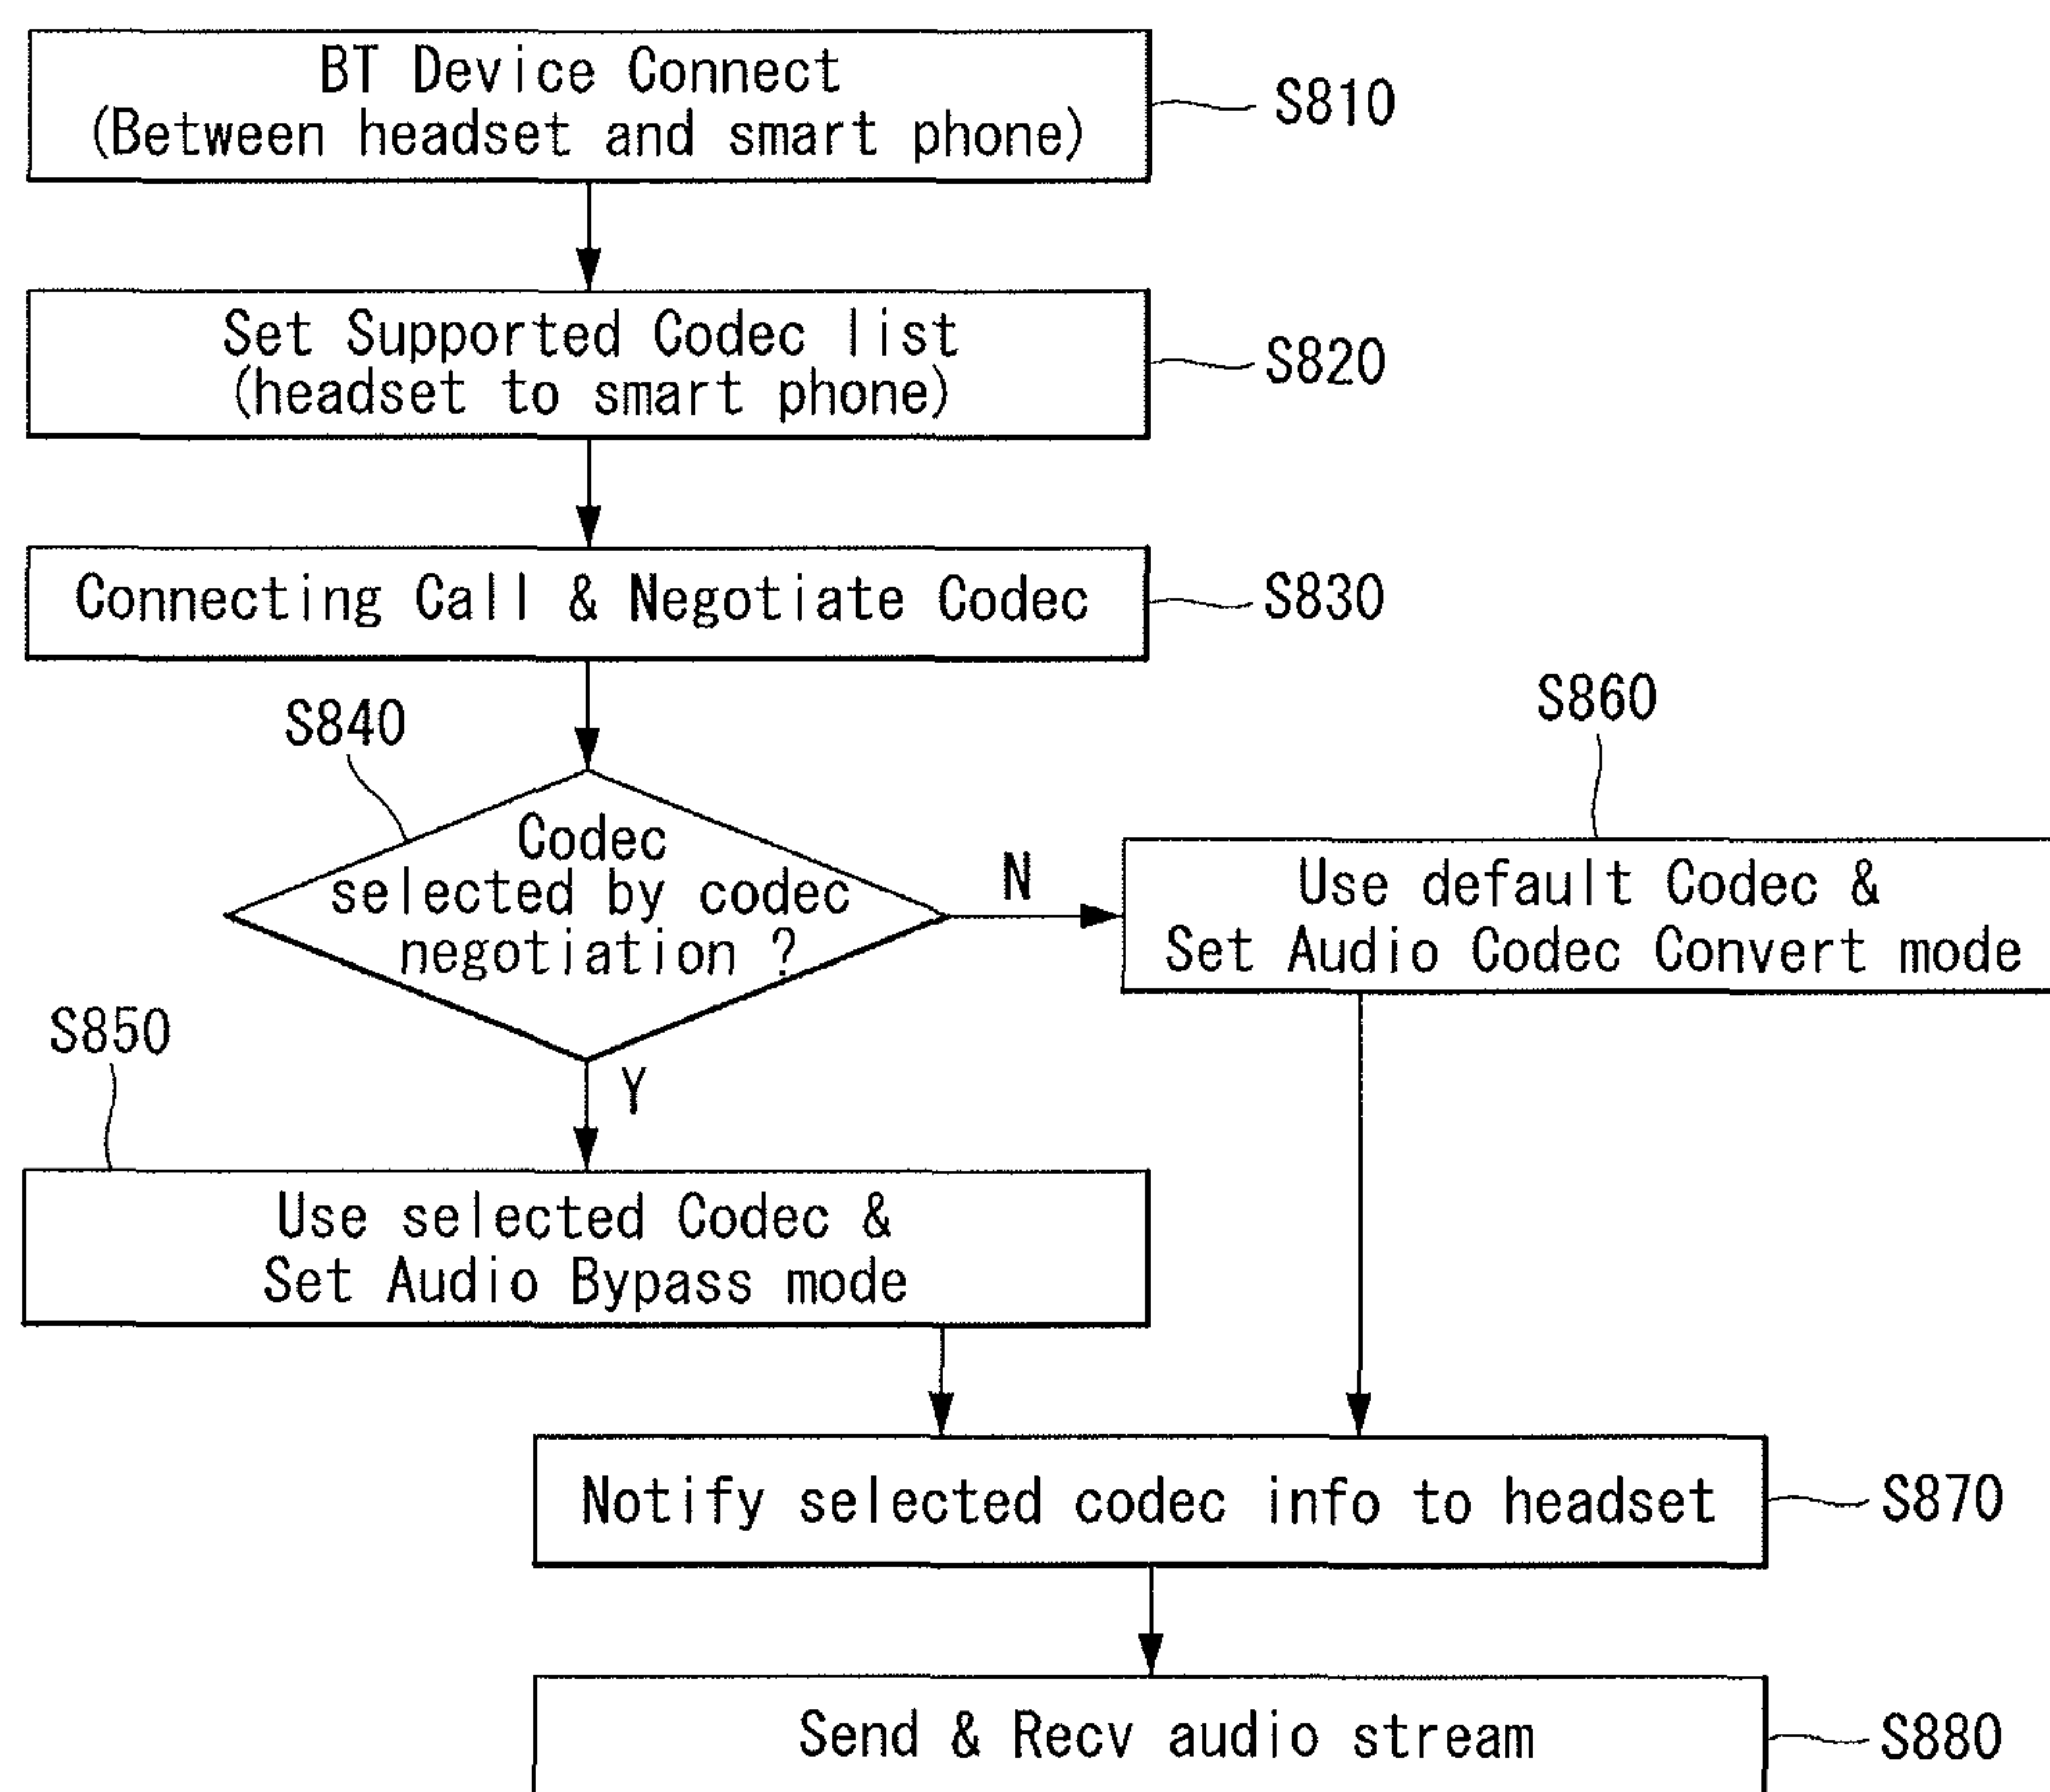 BT Device Connect
(Between headset and smart phone)
S810
Set Supported Codec list
(headset to smart phone)
S820
Connecting Call & Negotiate Codec
S830
S840
Codec
selected by codec
negotiation ?
N
S860
Use default Codec &
Set Audio Codec Convert mode
Y
S850
Use selected Codec &
Set Audio Bypass mode
Notify selected codec info to headset
S870
Send & Recv audio stream
S880